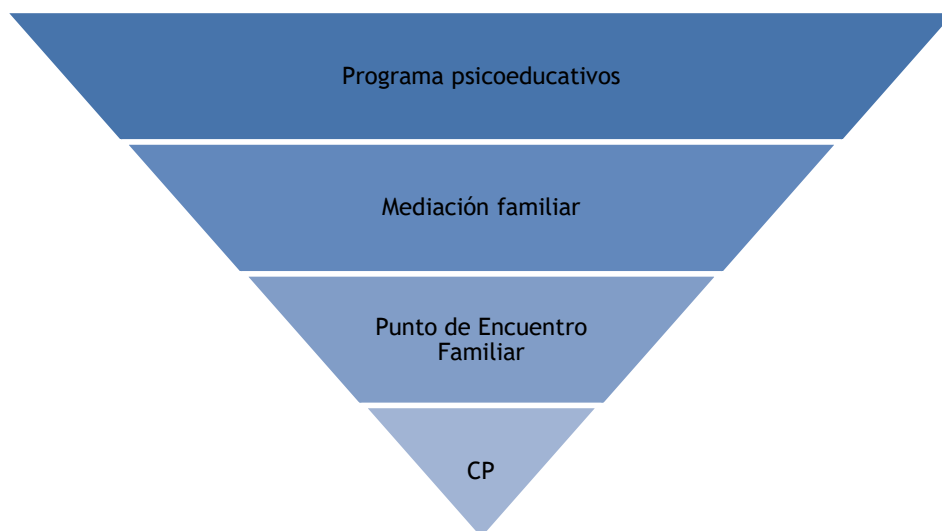 Programa psicoeducativos
Mediación familiar
Punto de Encuentro
Familiar
CP